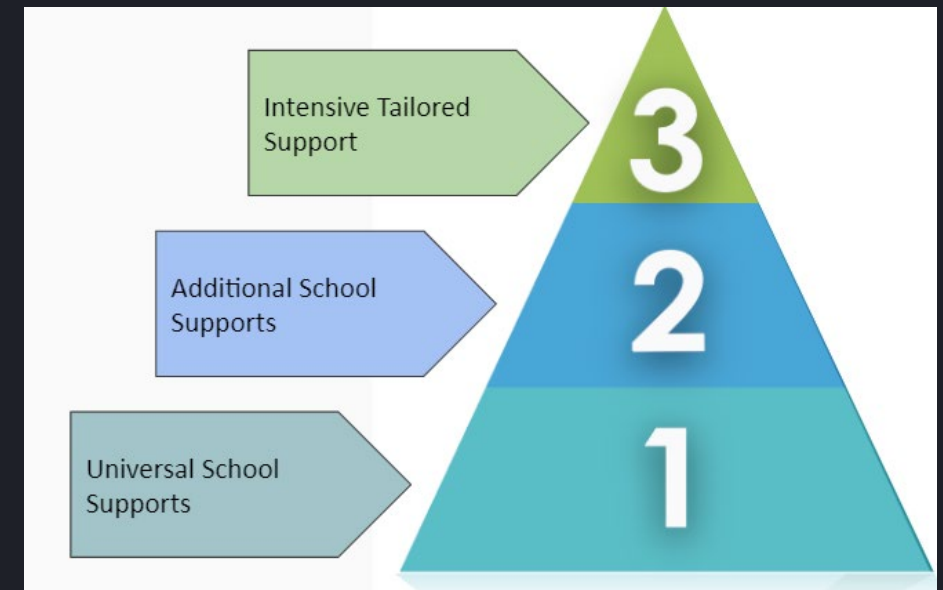 Intensive Tailored
Support
3
Additional School
Supports
2
Universal School
Supports
1